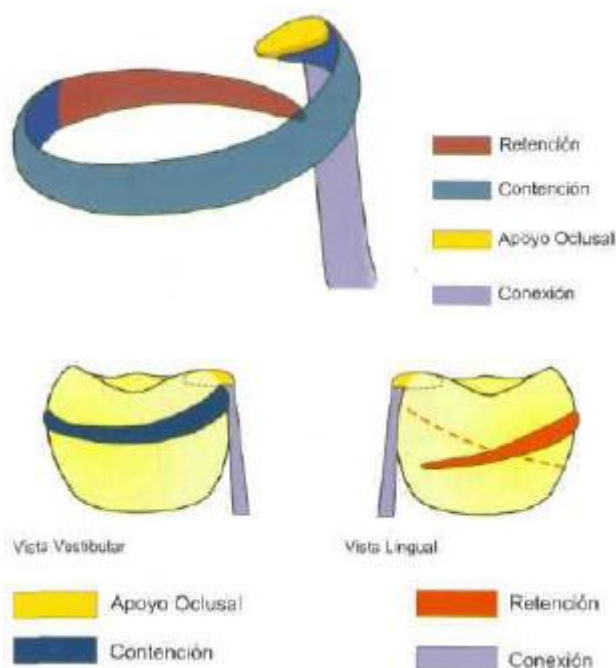 Retención
Contención
Apoyo Oclusal
Conexión
Vista Vestibular
Vista Lingual
Apoyo Oclusal
Retención
Contención
Conexión